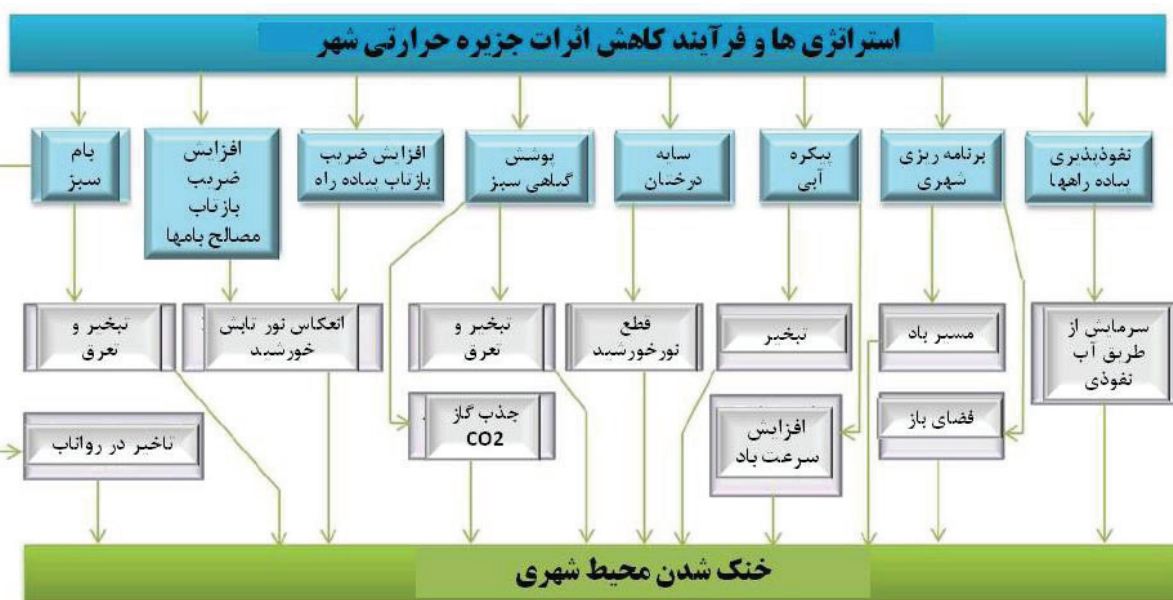 استراتژی ها و فرآیند کاهش اثرات جزیره حرارتی شهر
نفوذپذیری
پیاده راهها
برنامه ریزی
شهری
پیکره
آبی
سایه
درختان
پوشش
گیاهی سبز
افزایش ضریب
بازتاب پیاده راه
افزایش
ضریب
بازتاب
مصالح بامها
بام
سبز
سرمایش از
طریق آب
نفوذی
مسیر باد
تبخیر
قطع
نورخورشید
تبخیر و
تعرق
انعکاس نور تابش
خورشید
تبخیر و
تعرق
فضای باز
افزایش
سرعت باد
جذب گاز
CO2
تاخیر در رواناب
خنک شدن محیط شهری